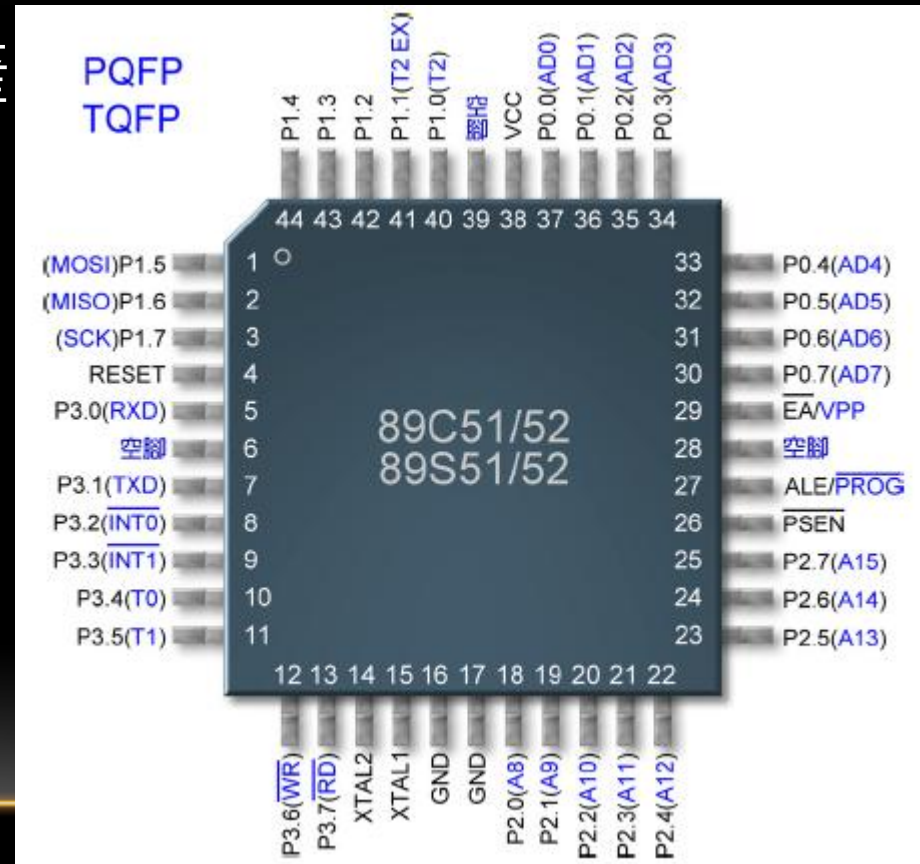 PQFP
TQFP
P1.4
P1.3
P1.2
P1.1(T2 EX)
P1.0(T2)
空腳
VCC
P0.0(AD0)
P0.1(AD1)
P0.2(AD2)
P0.3(AD3)
44 43 42 41 40 39 38 37 36 35 34
(MOSI)P1.5 1 33 P0.4(AD4)
(MISO)P1.6 2 32 P0.5(AD5)
(SCK)P1.7 3 31 P0.6(AD6)
RESET 4 30 P0.7(AD7)
P3.0(RXD) 5 29 EA/VPP
空腳 6 28 空腳
P3.1(TXD) 7 27 ALE/PROG
P3.2(INT0) 8 26 PSEN
P3.3(INT1) 9 25 P2.7(A15)
P3.4(T0) 10 24 P2.6(A14)
P3.5(T1) 11 23 P2.5(A13)
89C51/52
89S51/52
12 13 14 15 16 17 18 19 20 21 22
P3.6(WR)
P3.7(RD)
XTAL2
XTAL1
GND
GND
P2.0(A8)
P2.1(A9)
P2.2(A10)
P2.3(A11)
P2.4(A12)